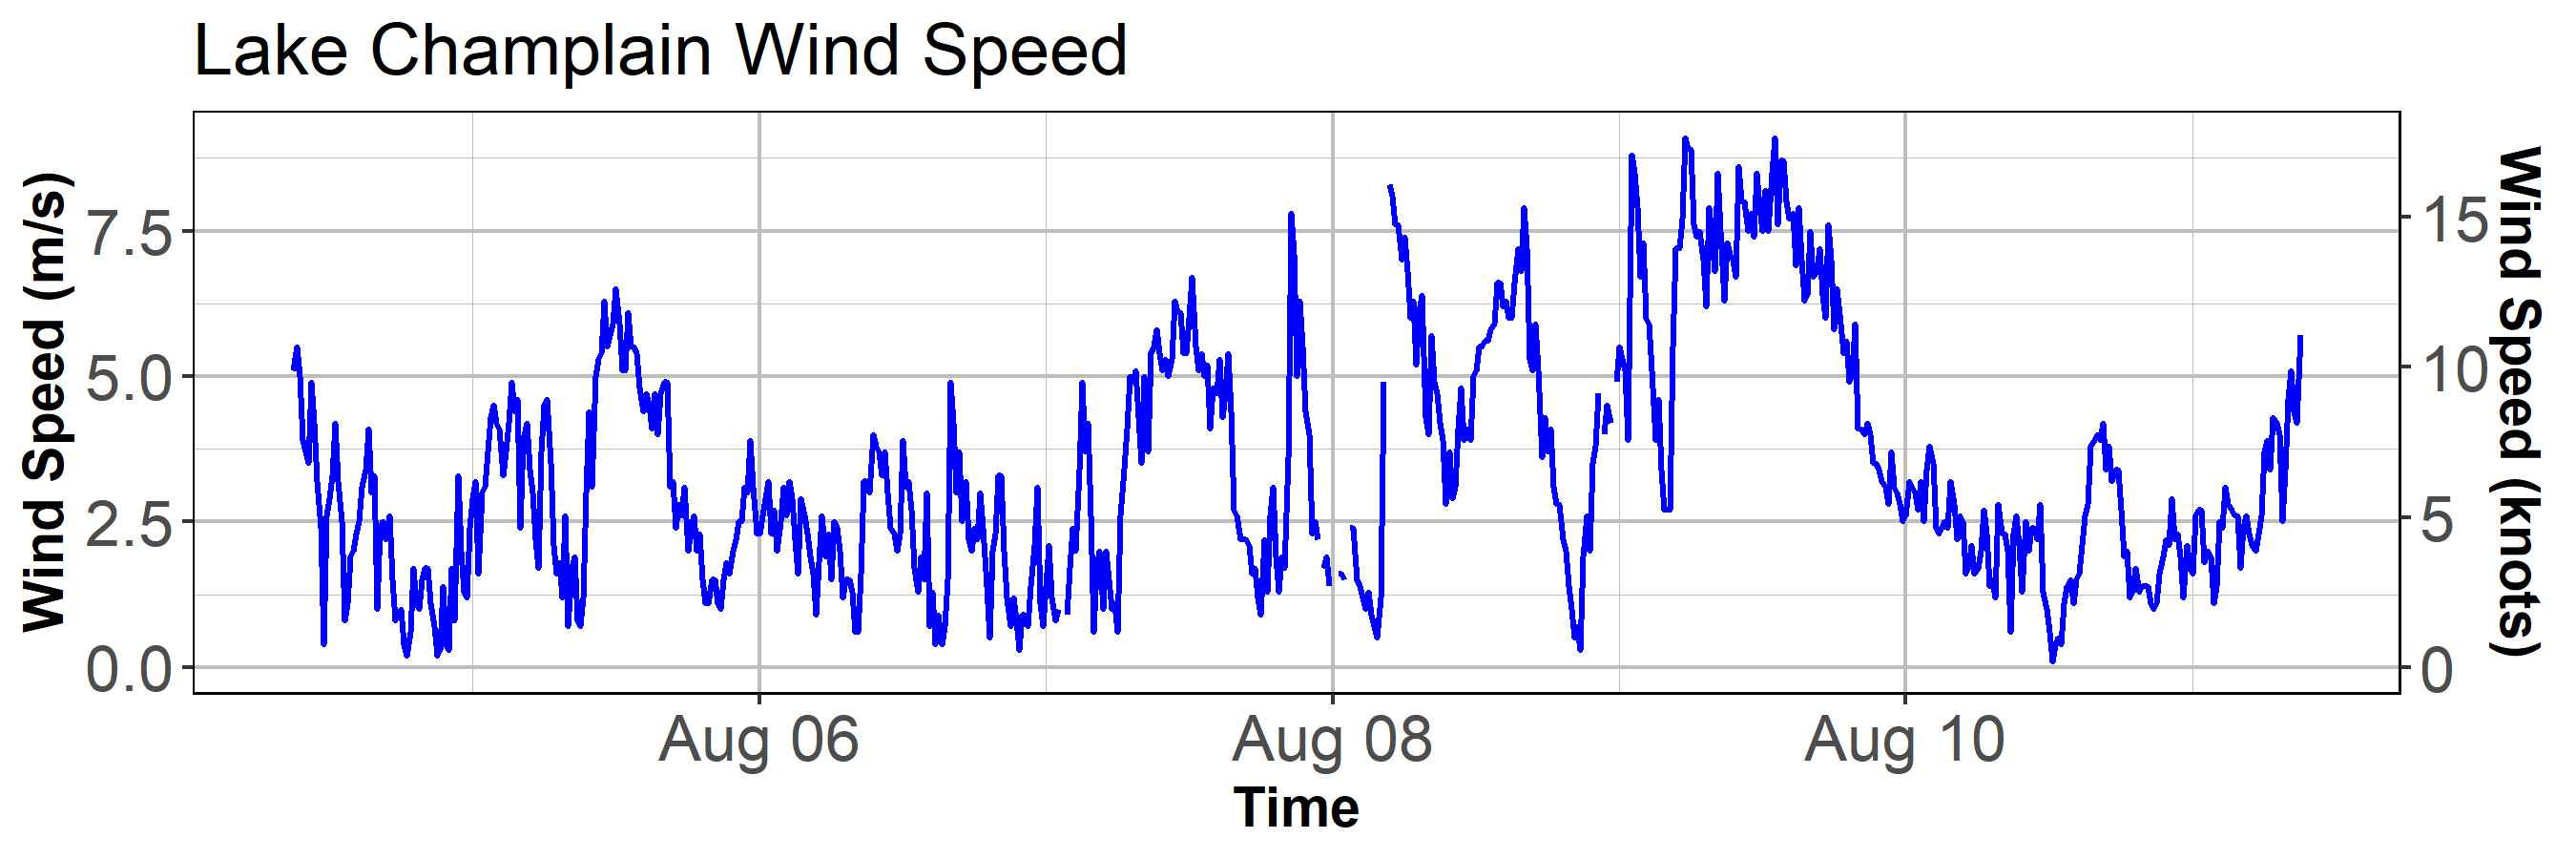 Lake Champlain Wind Speed
Wind Speed (m/s)
7.5
5.0
2.5
0.0
15
10
5
0
Wind Speed (knots)
Aug 06
Aug 08
Aug 10
Time